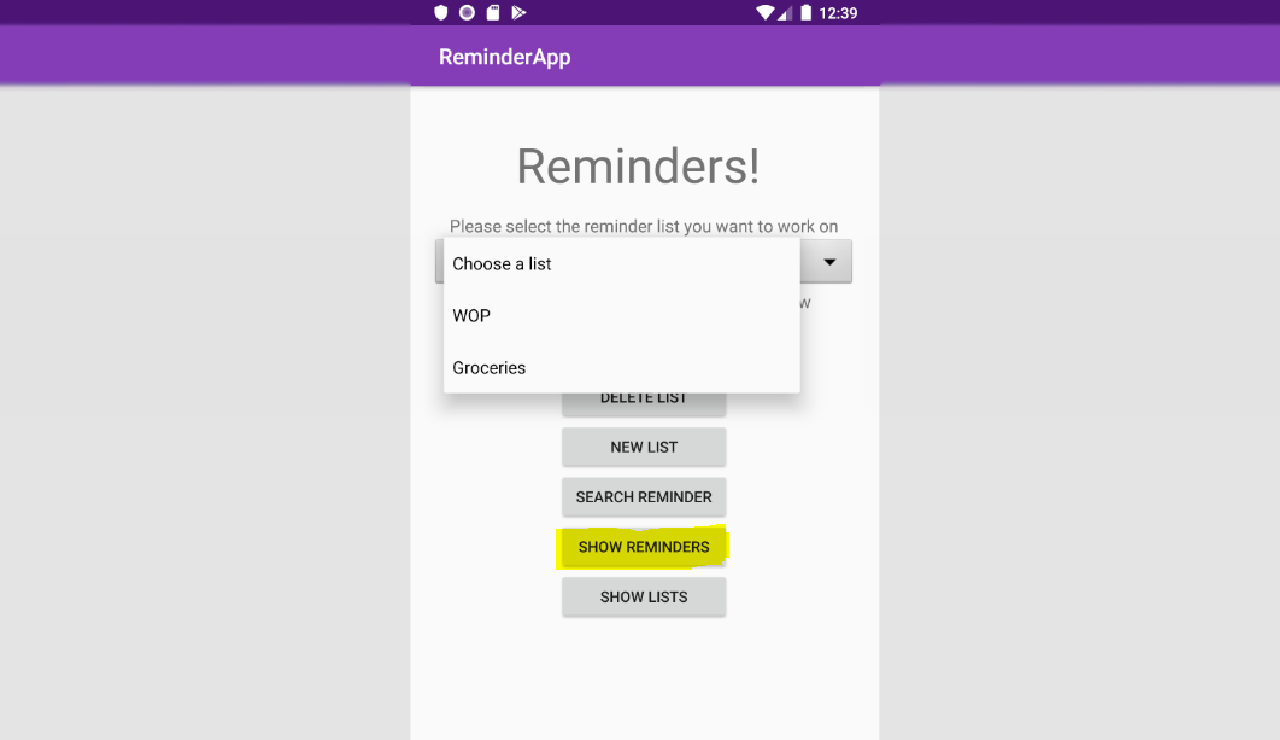 12:39
ReminderApp
Reminders!
Please select the reminder list you want to work on
Choose a list
WOP
Groceries
DELETE LIST
NEW LIST
SEARCH REMINDER
SHOW REMINDERS
SHOW LISTS